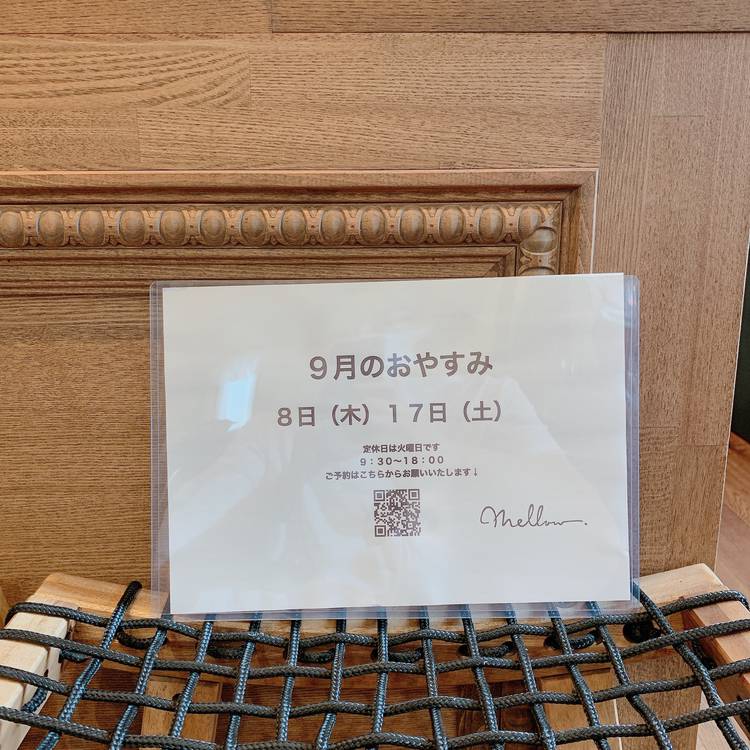 ９月のおやすみ
８日（木）１７日（土）
定休日は火曜日です
９：３０〜１８：００
ご予約はこちらからお願いいたします↓
mellow.